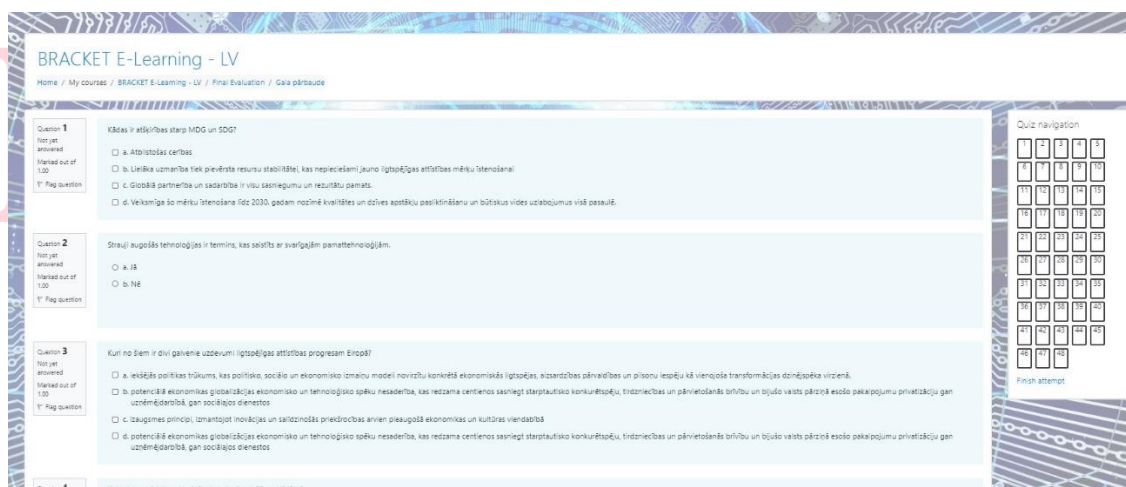 BRACKET E-Learning - LV
Home / My courses / BRACKET E-Learning - LV / Final Evaluation / Gala pārbaude
Question 1
Not yet
answered
Marked out of
1.00
Flag question
Kādas ir atšķirības starp MDG un SDG?
a. Atbilstošas cerības
b. Lielāka uzmanība tiek pievērsta resursu stabilitātei, kas nepieciešami jauno ilgtspējīgas attīstības mērķu īstenošanai
c. Globālā partnerība un sadarbība ir visu sasniegumu un rezultātu pamats.
d. Veiksmīga šo mērķu īstenošana līdz 2030. gadam nozīmē kvalitātes un dzīves apstākļu pasliktināšanu un būtiskus vides uzlabojumus visā pasaulē.
Question 2
Not yet
answered
Marked out of
1.00
Flag question
Strauji augošās tehnoloģijas ir termins, kas saistīts ar svarīgajām pamattehnoloģijām.
a. Jā
b. Nē
Question 3
Not yet
answered
Marked out of
1.00
Flag question
Kuri no šiem ir divi galvenie uzdevumi ilgtspējīgas attīstības progresam Eiropā?
a. iekšējās politikas trūkums, kas politisko, sociālo un ekonomisko izmaiņu modeli novirzītu konkrētā ekonomiskās ilgtspējas, aizsardzības pārvaldības un pilsoņu iespēju kā vienojoša transformācijas dzinējspēka virzienā.
b. potenciālā ekonomikas globalizācijas ekonomisko un tehnoloģisko spēku nesaderība, kas redzama centienos sasniegt starptautisko konkurētspēju, tirdzniecības un pārvietošanās brīvību un bijušo valsts pārziņā esošo pakalpojumu privatizāciju gan
uzņēmējdarbībā, gan sociālajos dienestos
c. izaugsmes principi, izmantojot inovācijas un salīdzinošās priekšrocības arvien pieaugošā ekonomikas un kultūras viendabībā
d. potenciālā ekonomikas globalizācijas ekonomisko un tehnoloģisko spēku nesaderība, kas redzama centienos sasniegt starptautisko konkurētspēju, tirdzniecības un pārvietošanās brīvību un bijušo valsts pārziņā esošo pakalpojumu privatizāciju gan
uzņēmējdarbībā, gan sociālajos dienestos
Quiz navigation
1 2 3 4 5
6 7 8 9 10
11 12 13 14 15
16 17 18 19 20
21 22 23 24 25
26 27 28 29 30
31 32 33 34 35
36 37 38 39 40
41 42 43 44 45
46 47 48
Finish attempt